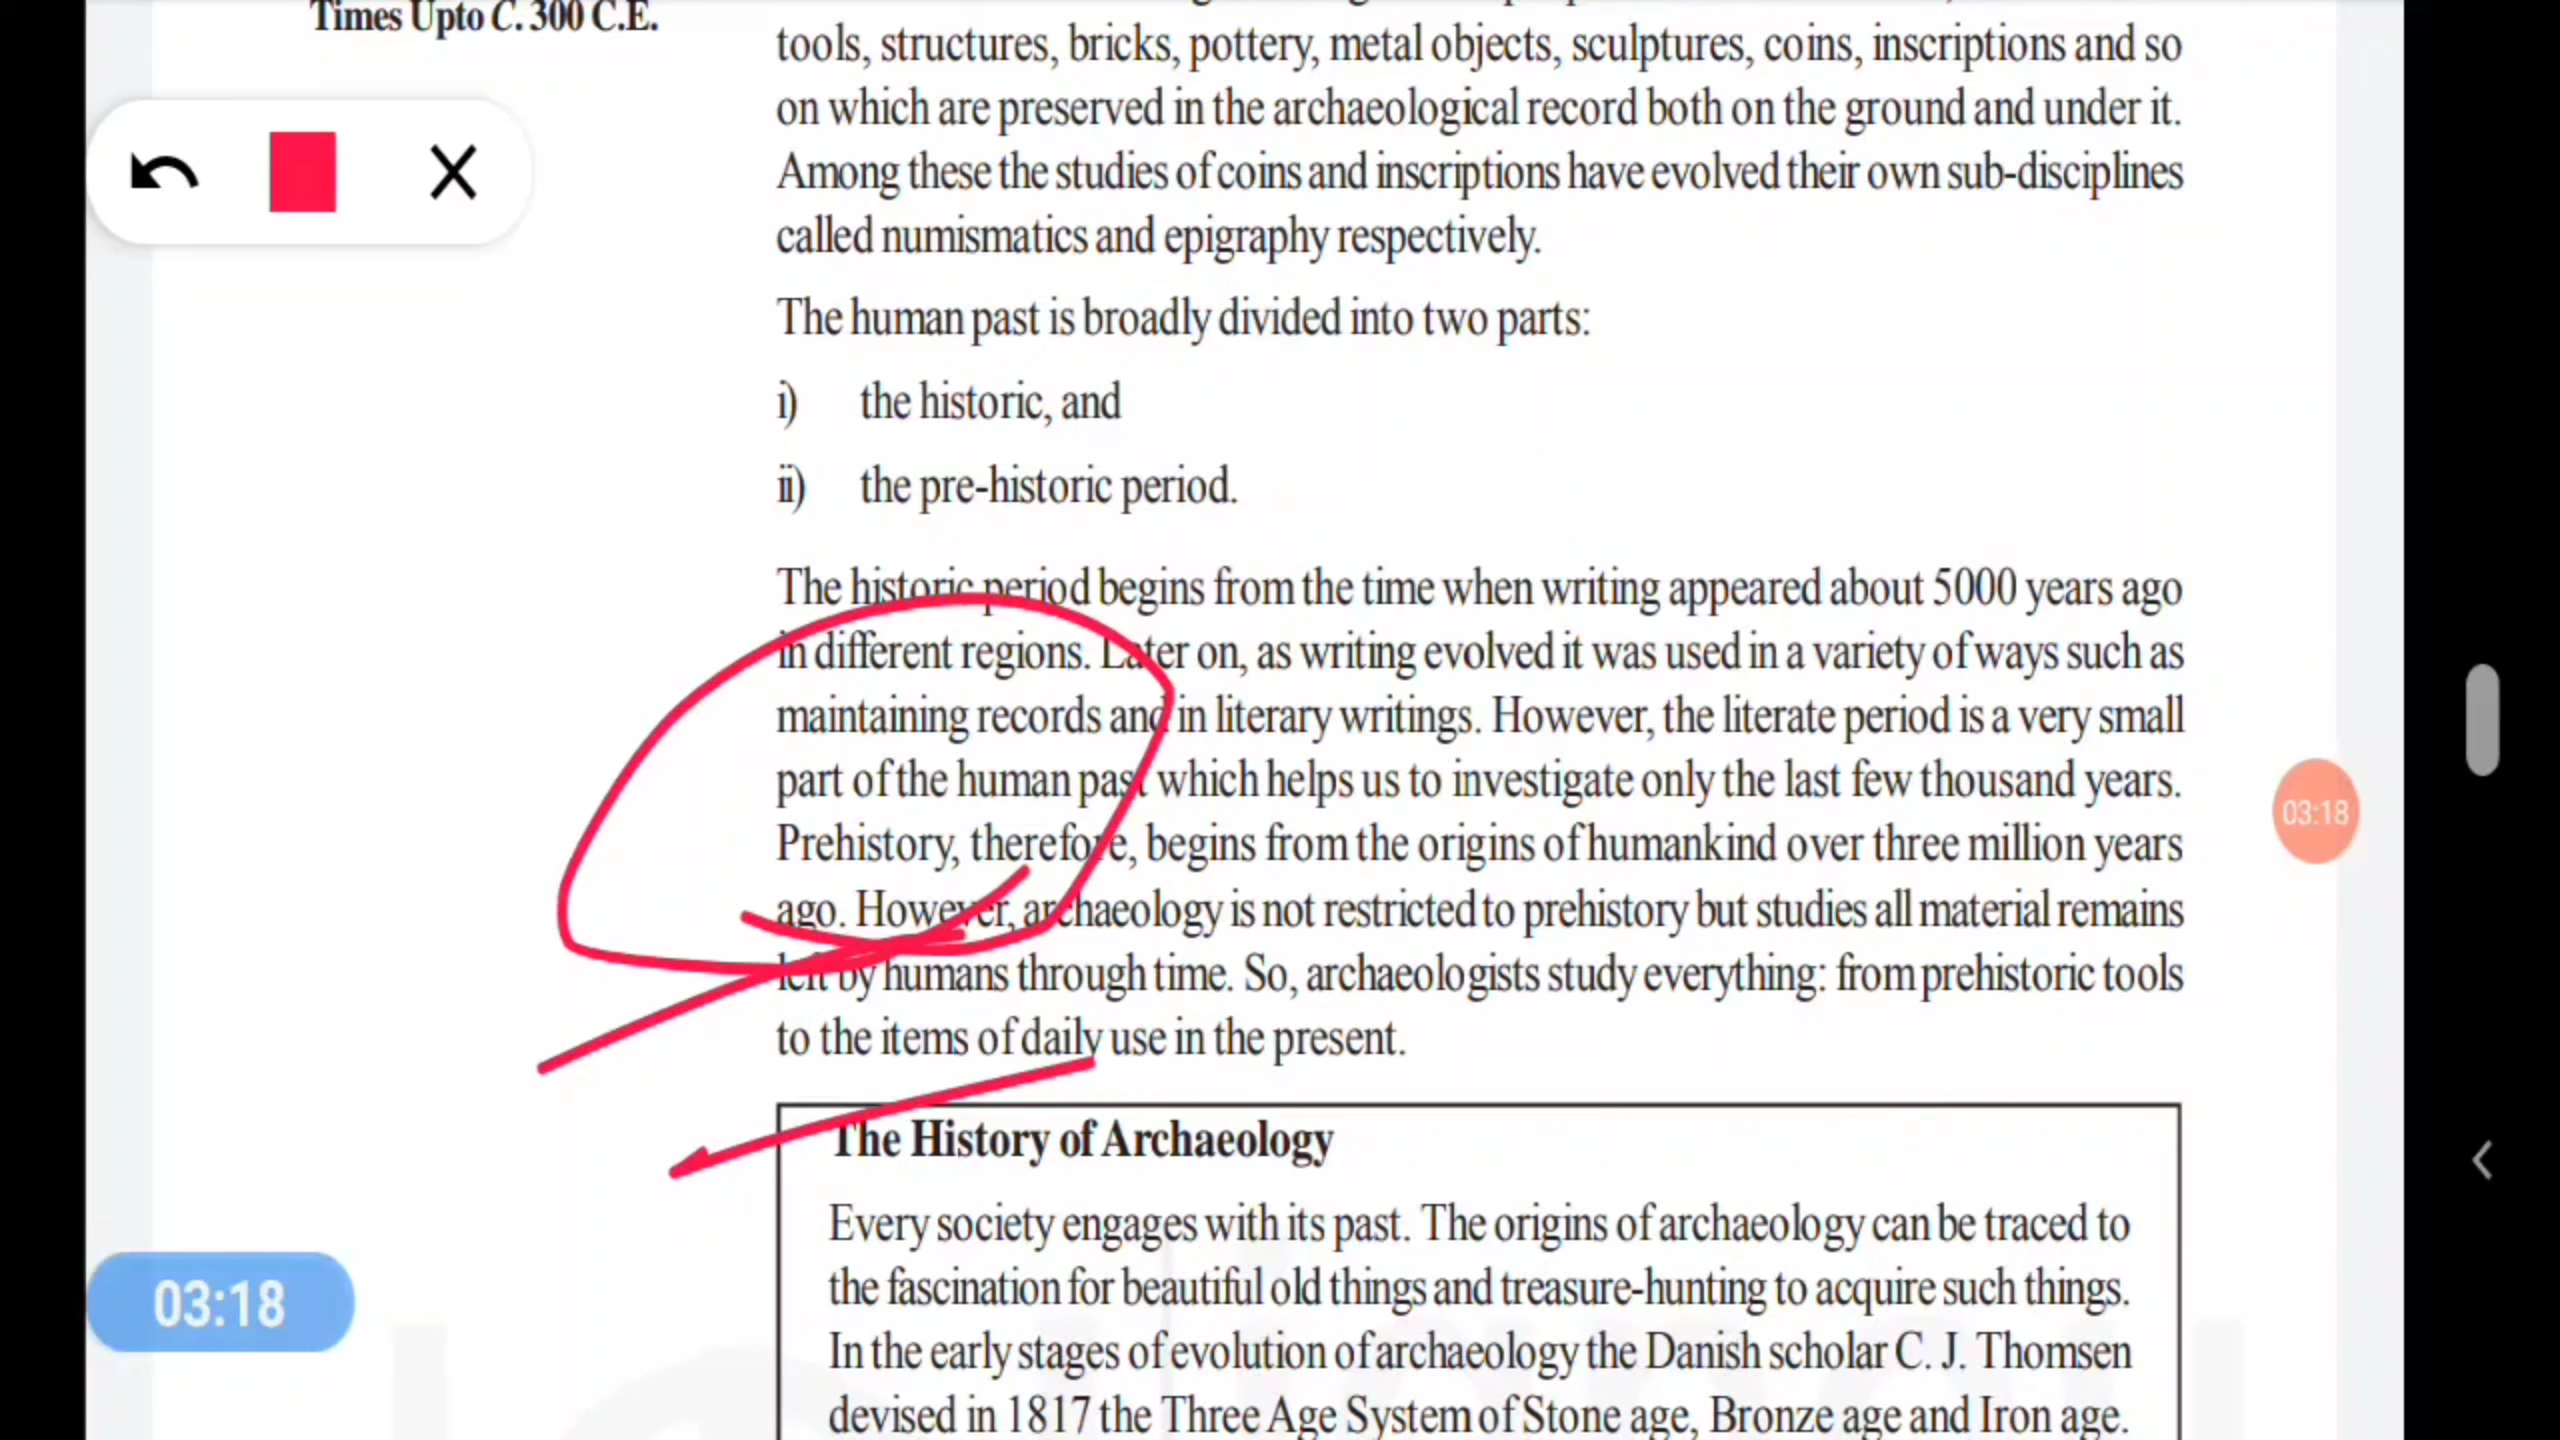 Times Upto C. 300 C.E.
tools, structures, bricks, pottery, metal objects, sculptures, coins, inscriptions and so
on which are preserved in the archaeological record both on the ground and under it.
Among these the studies of coins and inscriptions have evolved their own sub-disciplines
called numismatics and epigraphy respectively.
The human past is broadly divided into two parts:
i) the historic, and
ii) the pre-historic period.
The historic period begins from the time when writing appeared about 5000 years ago
in different regions. Later on, as writing evolved it was used in a variety of ways such as
maintaining records and in literary writings. However, the literate period is a very small
part of the human past which helps us to investigate only the last few thousand years.
Prehistory, therefore, begins from the origins of humankind over three million years
ago. However, archaeology is not restricted to prehistory but studies all material remains
left by humans through time. So, archaeologists study everything: from prehistoric tools
to the items of daily use in the present.
The History of Archaeology
Every society engages with its past. The origins of archaeology can be traced to
the fascination for beautiful old things and treasure-hunting to acquire such things.
In the early stages of evolution of archaeology the Danish scholar C. J. Thomsen
devised in 1817 the Three Age System of Stone age, Bronze age and Iron age.
03:18
03:18